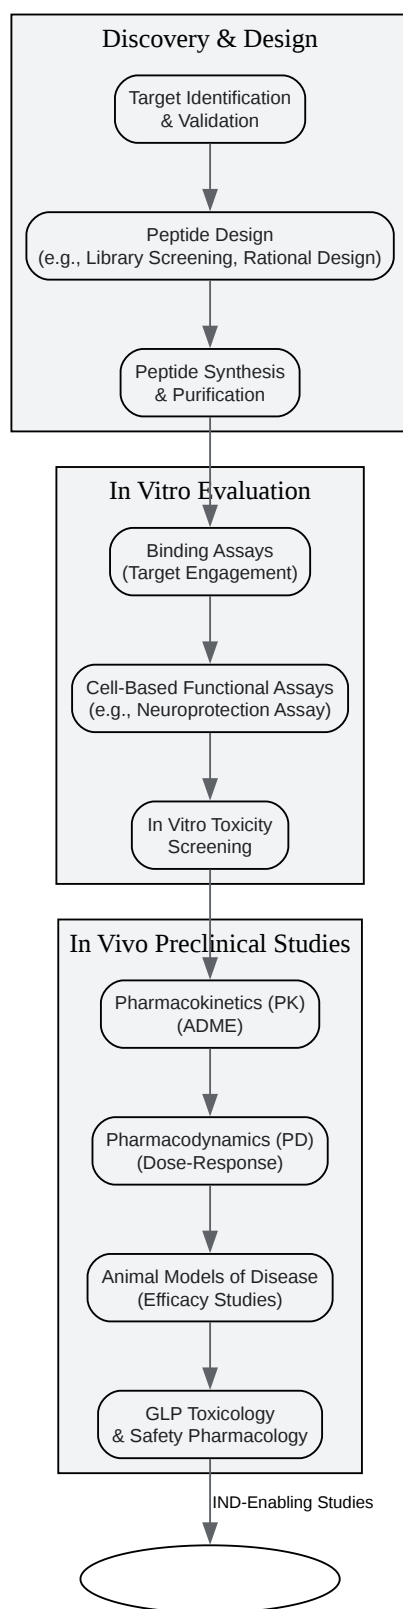 Discovery & Design
Target Identification
& Validation
Peptide Design
(e.g., Library Screening, Rational Design)
Peptide Synthesis
& Purification
In Vitro Evaluation
Binding Assays
(Target Engagement)
Cell-Based Functional Assays
(e.g., Neuroprotection Assay)
In Vitro Toxicity
Screening
In Vivo Preclinical Studies
Pharmacokinetics (PK)
(ADME)
Pharmacodynamics (PD)
(Dose-Response)
Animal Models of Disease
(Efficacy Studies)
GLP Toxicology
& Safety Pharmacology
IND-Enabling Studies